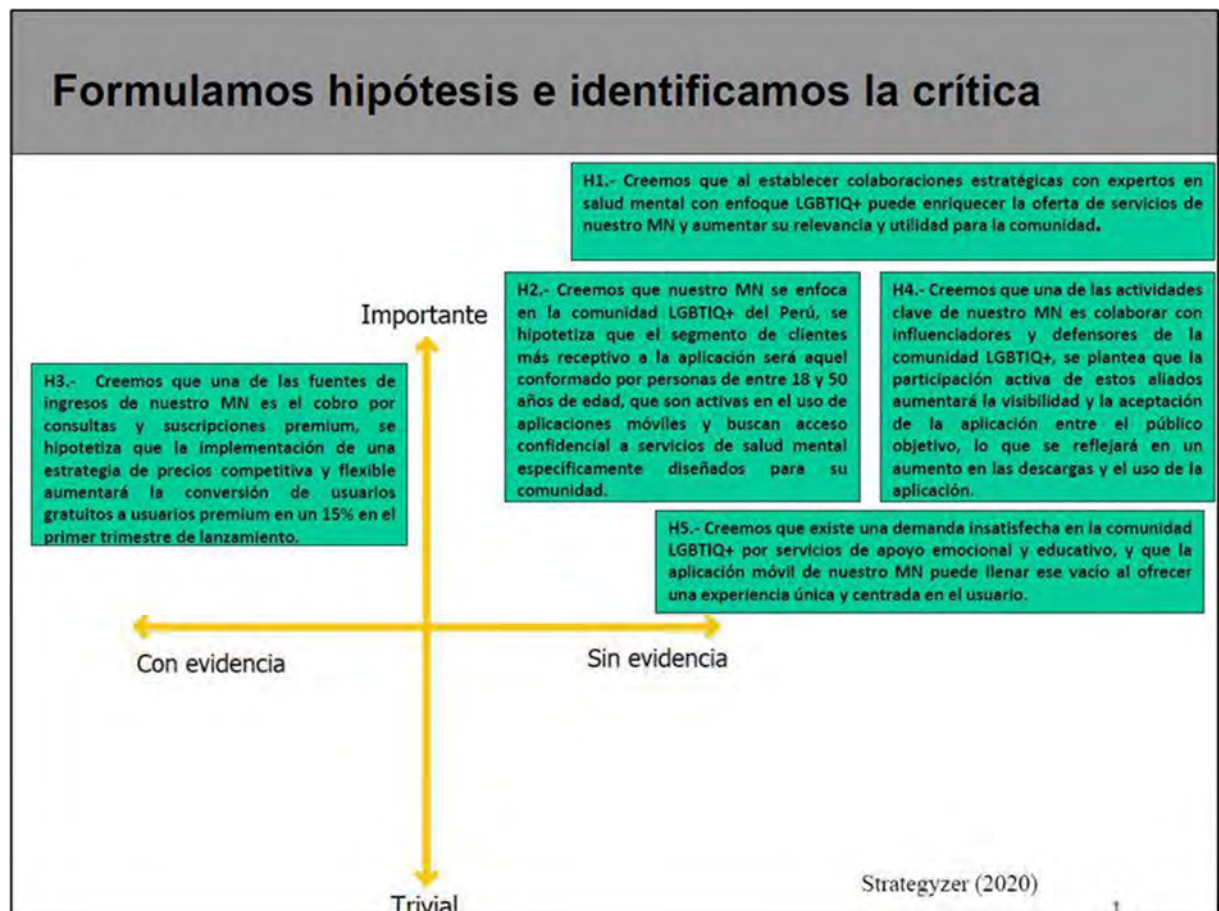 Formulamos hipótesis e identificamos la crítica
H1.- Creemos que al establecer colaboraciones estratégicas con expertos en
salud mental con enfoque LGBTIQ+ puede enriquecer la oferta de servicios de
nuestro MN y aumentar su relevancia y utilidad para la comunidad.
Importante
H2.- Creemos que nuestro MN se enfoca
en la comunidad LGBTIQ+ del Perú, se
hipotetiza que el segmento de clientes
más receptivo a la aplicación será aquel
conformado por personas de entre 18 y 50
años de edad, que son activas en el uso de
aplicaciones móviles y buscan acceso
confidencial a servicios de salud mental
específicamente diseñados para su
comunidad.
H4.- Creemos que una de las actividades
clave de nuestro MN es colaborar con
influenciadores y defensores de la
comunidad LGBTIQ+, se plantea que la
participación activa de estos aliados
aumentará la visibilidad y la aceptación
de la aplicación entre el público
objetivo, lo que se reflejará en un
aumento en las descargas y el uso de la
aplicación.
H3.- Creemos que una de las fuentes de
ingresos de nuestro MN es el cobro por
consultas y suscripciones premium, se
hipotetiza que la implementación de una
estrategia de precios competitiva y flexible
aumentará la conversión de usuarios
gratuitos a usuarios premium en un 15% en el
primer trimestre de lanzamiento.
H5.- Creemos que existe una demanda insatisfecha en la comunidad
LGBTIQ+ por servicios de apoyo emocional y educativo, y que la
aplicación móvil de nuestro MN puede llenar ese vacío al ofrecer
una experiencia única y centrada en el usuario.
Con evidencia
Sin evidencia
Strategyzer (2020)
Trivial
1